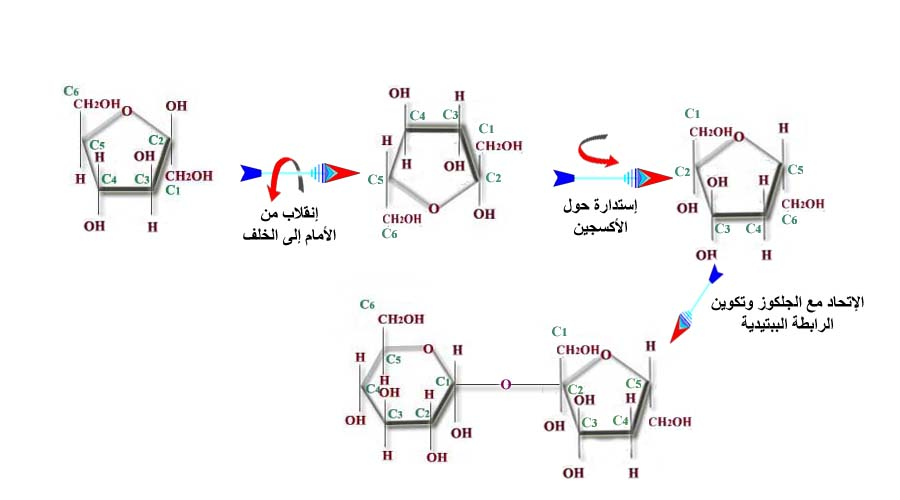 C6
CH2OH O OH
C5 C2
H OH
H C4 C3 CH2OH
C1
OH H
إنقلاب من
الأمام إلى الخلف
OH H
C4 C3
C1
H CH2OH
H OH
C5 C2
O OH
CH2OH
C6
إستدارة حول
الأكسجين
C1
CH2OH O H
C2 C5
OH H
OH CH2OH
C3 C4 C6
OH H
الإتحاد مع الجلكوز وتكوين
الرابطة الببتيدية
C6
CH2OH
O H
H C5
H
C4 OH H C1
OH C3 C2 OH
H OH
O
C1
CH2OH O H
C2 C5
OH H
OH C3 C4 CH2OH
OH H